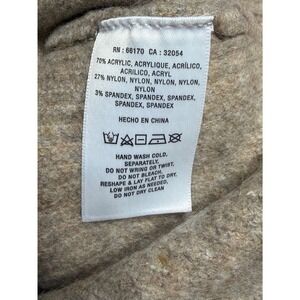 RN : 66170 CA : 32054
70% ACRYLIC, ACRYLIQUE, ACRÍLICO,
ACRILICO, ACRYL
27% NYLON, NYLON, NYLON, NYLON,
NYLON
3% SPANDEX, SPANDEX, SPANDEX,
SPANDEX, SPANDEX
HECHO EN CHINA
HAND WASH COLD.
SEPARATELY.
DO NOT WRING OR TWIST.
DO NOT BLEACH.
RESHAPE & LAY FLAT TO DRY.
LOW IRON AS NEEDED.
DO NOT DRY CLEAN